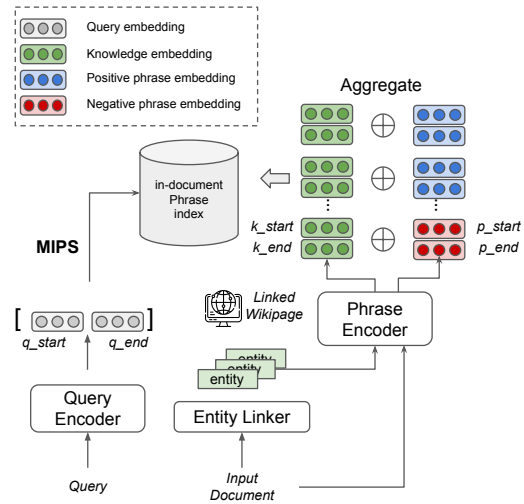 Query embedding
Knowledge embedding
Positive phrase embedding
Negative phrase embedding
Aggregate
in-document
Phrase
index
k_start
k_end
p_start
p_end
MIPS
Linked
Wikipage
Phrase
Encoder
[ ]
q_start q_end
entity
entity
entity
Query
Encoder
Entity Linker
Query
Input
Document